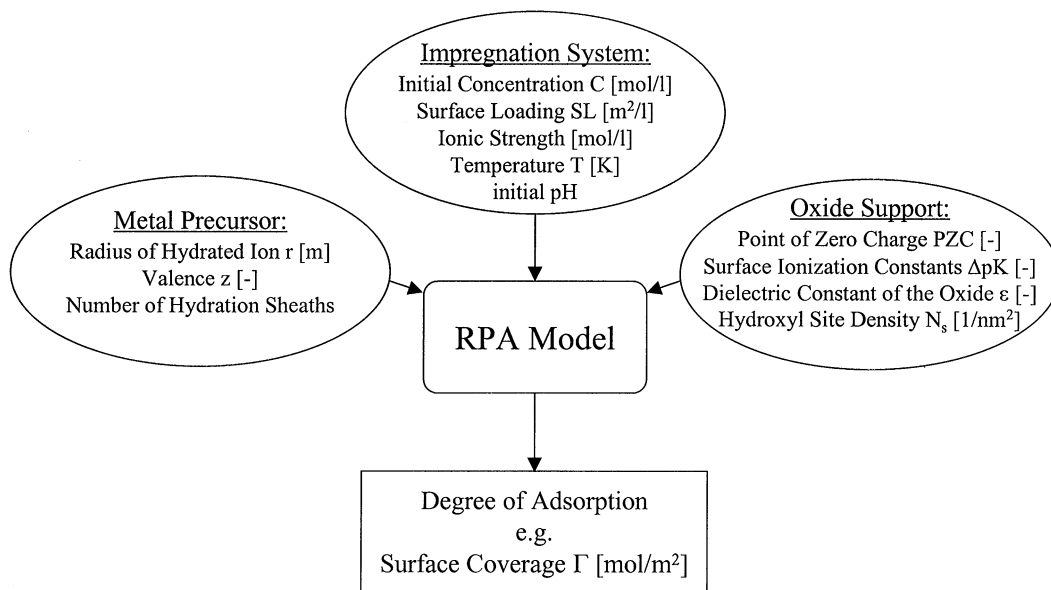 Impregnation System:
Initial Concentration C [mol/l]
Surface Loading SL [m²/l]
Ionic Strength [mol/l]
Temperature T [K]
initial pH
Metal Precursor:
Radius of Hydrated Ion r [m]
Valence z [-]
Number of Hydration Sheaths
Oxide Support:
Point of Zero Charge PZC [-]
Surface Ionization Constants ΔpK [-]
Dielectric Constant of the Oxide ε [-]
Hydroxyl Site Density Nₛ [1/nm²]
RPA Model
Degree of Adsorption
e.g.
Surface Coverage Γ [mol/m²]